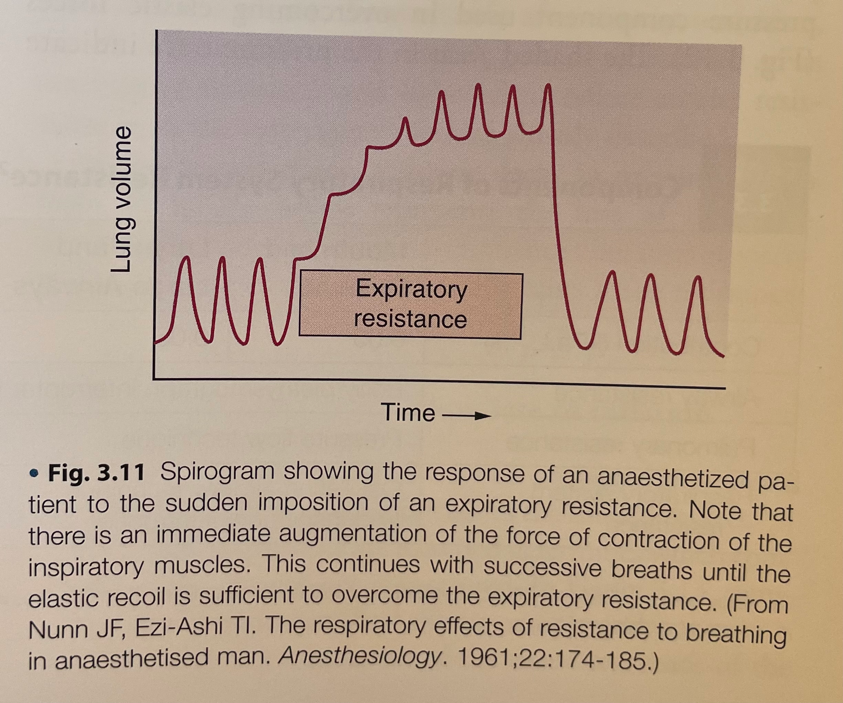 Lung volume
Expiratory
resistance
Time
• Fig. 3.11 Spirogram showing the response of an anaesthetized pa-
tient to the sudden imposition of an expiratory resistance. Note that
there is an immediate augmentation of the force of contraction of the
inspiratory muscles. This continues with successive breaths until the
elastic recoil is sufficient to overcome the expiratory resistance. (From
Nunn JF, Ezi-Ashi TI. The respiratory effects of resistance to breathing
in anaesthetised man. Anesthesiology. 1961;22:174-185.)